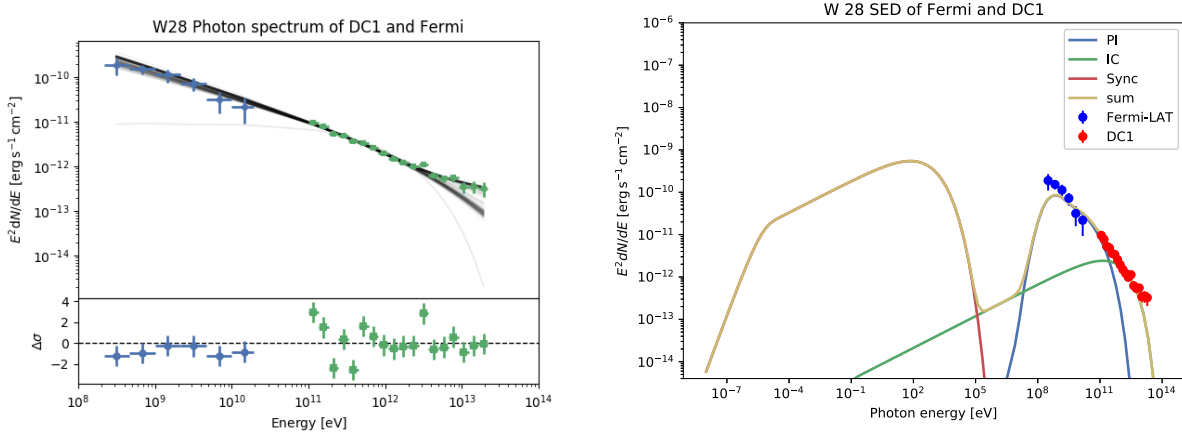 W28 Photon spectrum of DC1 and Fermi
E²dN/dE [erg s⁻¹ cm⁻²]
10⁻¹⁰
10⁻¹¹
10⁻¹²
10⁻¹³
10⁻¹⁴
Δσ
4
2
0
−2
10⁸ 10⁹ 10¹⁰ 10¹¹ 10¹² 10¹³ 10¹⁴
Energy [eV]
W 28 SED of Fermi and DC1
E²dN/dE [erg s⁻¹ cm⁻²]
10⁻⁶
10⁻⁷
10⁻⁸
10⁻⁹
10⁻¹⁰
10⁻¹¹
10⁻¹²
10⁻¹³
10⁻¹⁴
PI
IC
Sync
sum
Fermi-LAT
DC1
10⁻⁷ 10⁻⁴ 10⁻¹ 10² 10⁵ 10⁸ 10¹¹ 10¹⁴
Photon energy [eV]